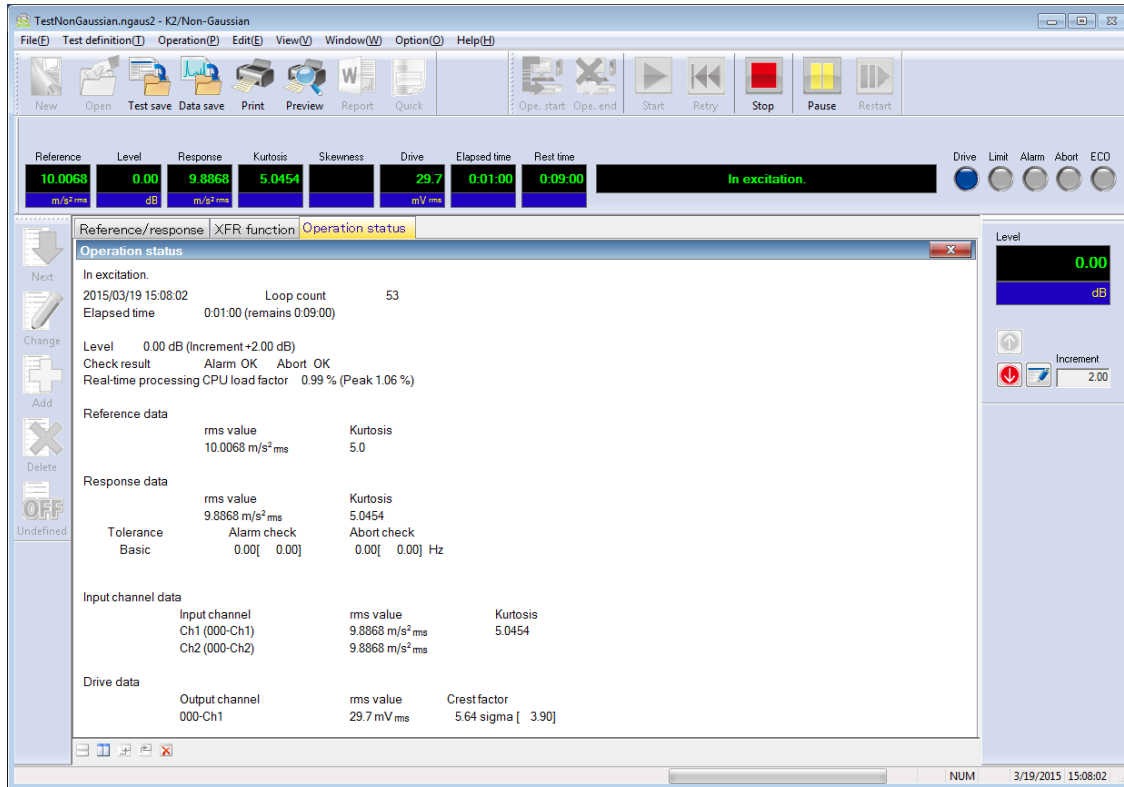 TestNonGaussian.ngaus2 - K2/Non-Gaussian
File(F) Test definition(T) Operation(P) Edit(E) View(V) Window(W) Option(O) Help(H)
New Open Test save Data save Print Preview Report Quick Ope. start Ope. end Start Retry Stop Pause Restart
Reference Level Response Kurtosis Skewness Drive Elapsed time Rest time Drive Limit Alarm Abort ECO
10.0068 0.00 9.8868 5.0454 29.7 0:01:00 0:09:00 In excitation.
m/s² rms dB m/s² rms mV rms
Reference/response XFR function Operation status
Operation status
In excitation.
2015/03/19 15:08:02 Loop count 53
Elapsed time 0:01:00 (remains 0:09:00)
Level 0.00 dB (Increment +2.00 dB)
Check result Alarm OK Abort OK
Real-time processing CPU load factor 0.99 % (Peak 1.06 %)
Reference data
rms value Kurtosis
10.0068 m/s² rms 5.0
Response data
rms value Kurtosis
9.8868 m/s² rms 5.0454
Tolerance Alarm check Abort check
Basic 0.00[ 0.00] 0.00[ 0.00] Hz
Input channel data
Input channel rms value Kurtosis
Ch1 (000-Ch1) 9.8868 m/s² rms 5.0454
Ch2 (000-Ch2) 9.8868 m/s² rms
Drive data
Output channel rms value Crest factor
000-Ch1 29.7 mV rms 5.64 sigma [ 3.90]
Next
Change
Add
Delete
OFF
Undefined
Level
0.00
dB
Increment
2.00
NUM 3/19/2015 15:08:02